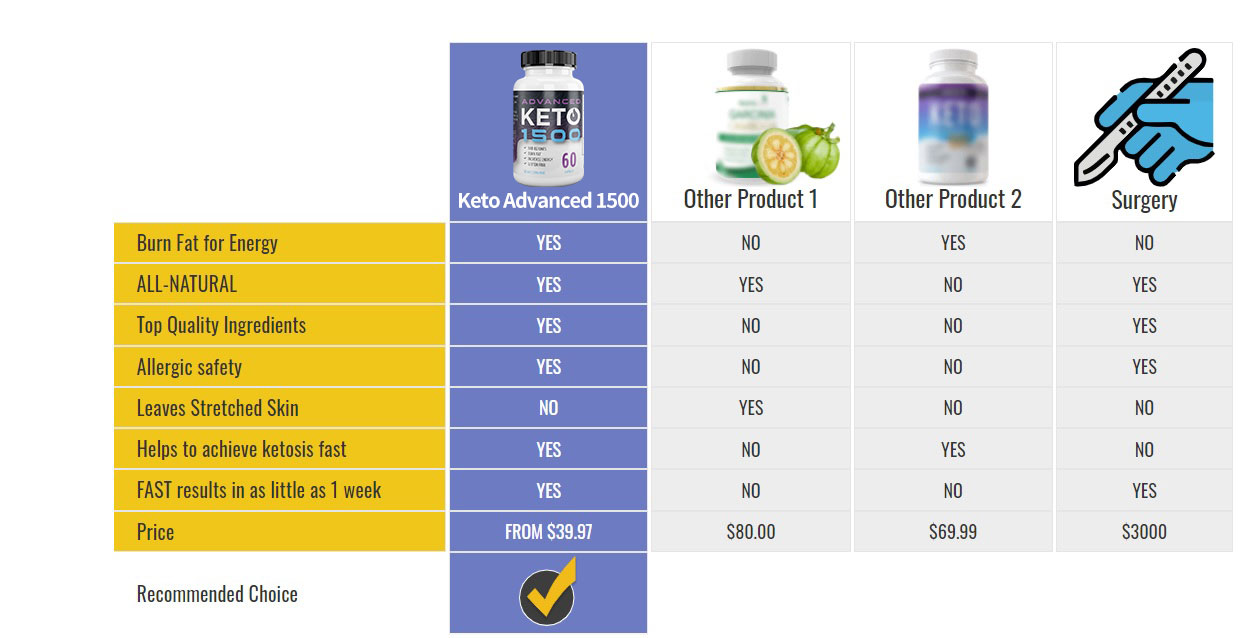 ADVANCED
KETO
1500
60
Keto Advanced 1500
Other Product 1
Other Product 2
Surgery
Burn Fat for Energy YES NO YES NO
ALL-NATURAL YES YES NO YES
Top Quality Ingredients YES NO NO YES
Allergic safety YES NO NO YES
Leaves Stretched Skin NO YES NO NO
Helps to achieve ketosis fast YES NO YES NO
FAST results in as little as 1 week YES NO NO YES
Price FROM $39.97 $80.00 $69.99 $3000
Recommended Choice